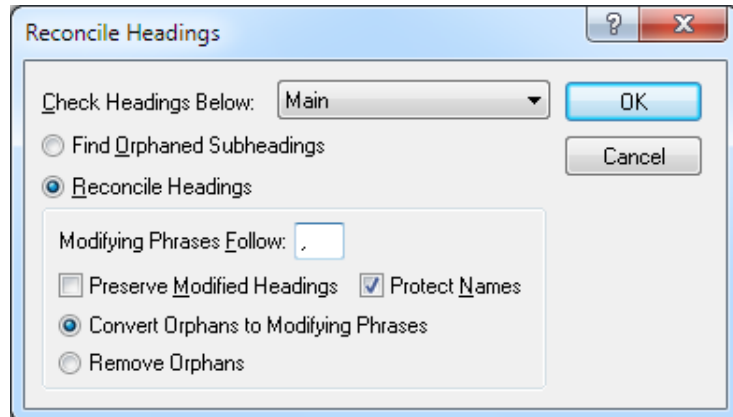 Reconcile Headings
?
Check Headings Below: Main OK
Find Orphaned Subheadings
Cancel
Reconcile Headings
Modifying Phrases Follow: ,
Preserve Modified Headings Protect Names
Convert Orphans to Modifying Phrases
Remove Orphans